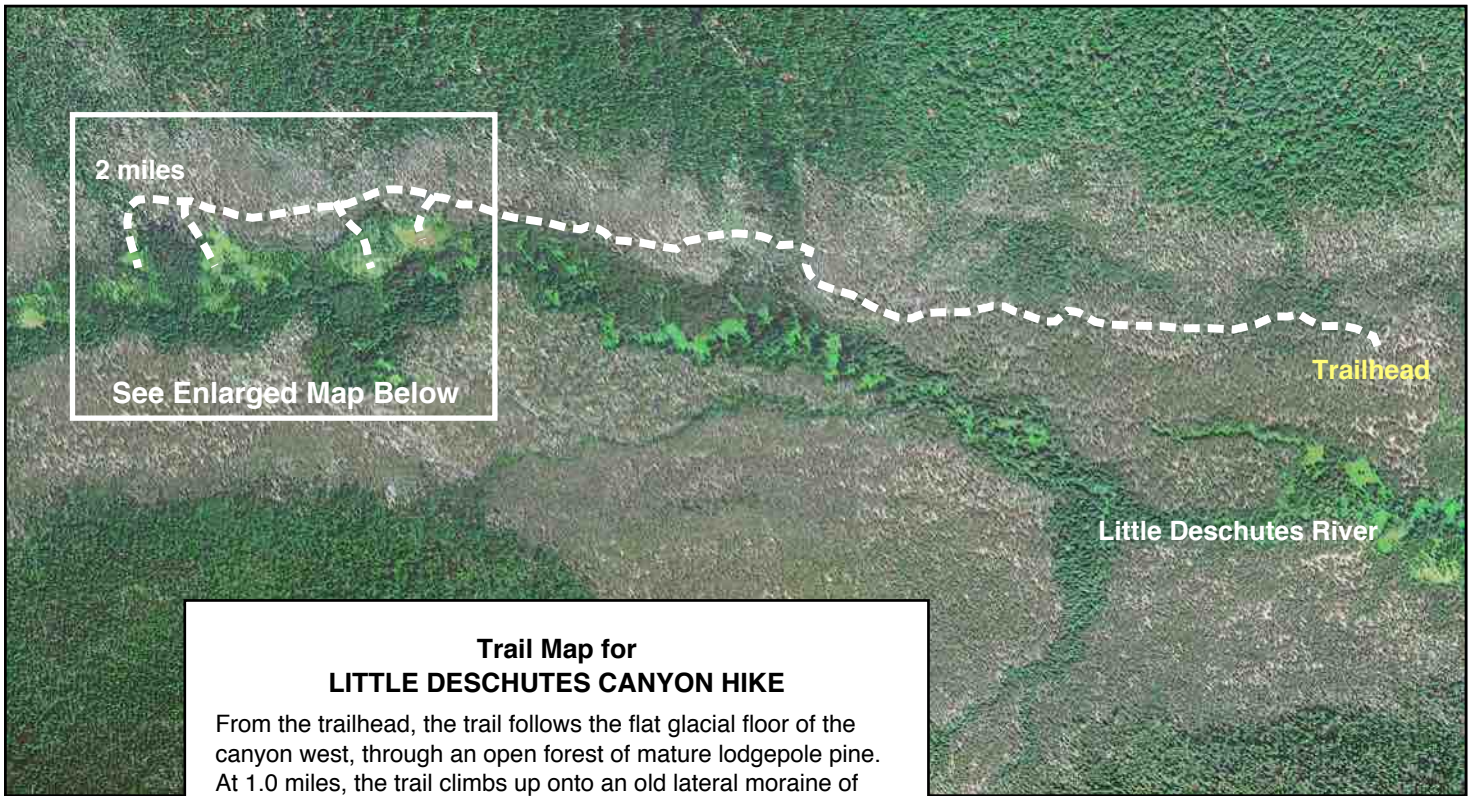 2 miles
See Enlarged Map Below
Trailhead
Little Deschutes River
Trail Map for
LITTLE DESCHUTES CANYON HIKE
From the trailhead, the trail follows the flat glacial floor of the
canyon west, through an open forest of mature lodgepole pine.
At 1.0 miles, the trail climbs up onto an old lateral moraine of